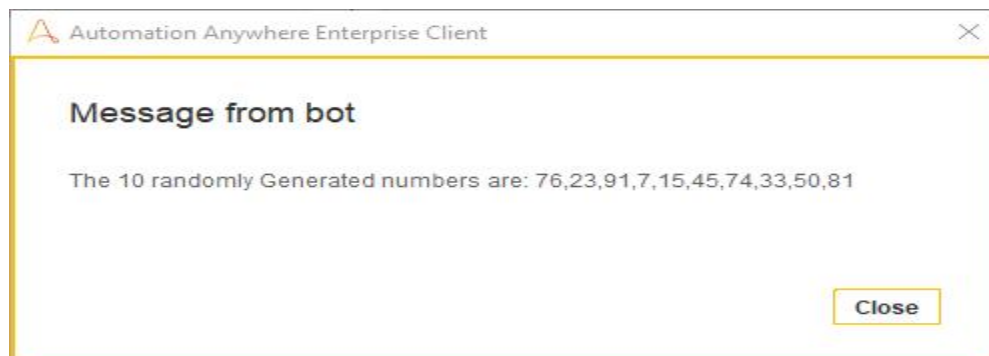 Automation Anywhere Enterprise Client
Message from bot
The 10 randomly Generated numbers are: 76,23,91,7,15,45,74,33,50,81
Close